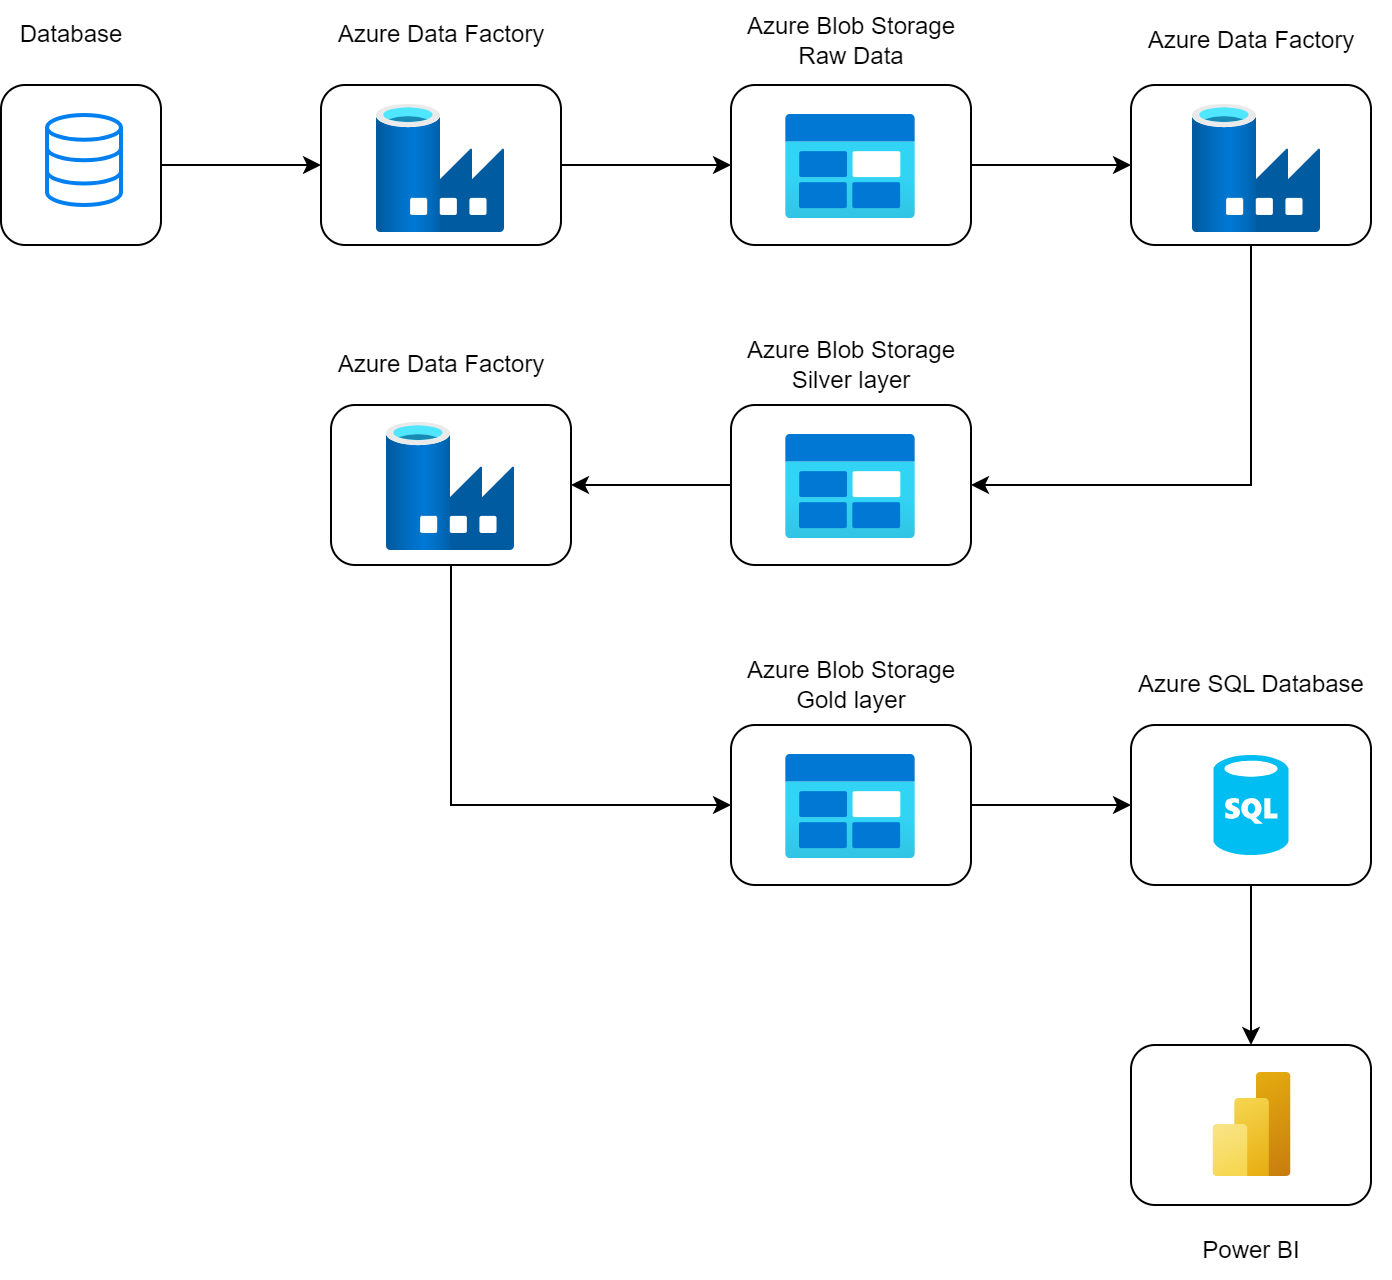 Database
Azure Data Factory
Azure Blob Storage
Raw Data
Azure Data Factory
Azure Data Factory
Azure Blob Storage
Silver layer
Azure Blob Storage
Gold layer
Azure SQL Database
SQL
Power BI